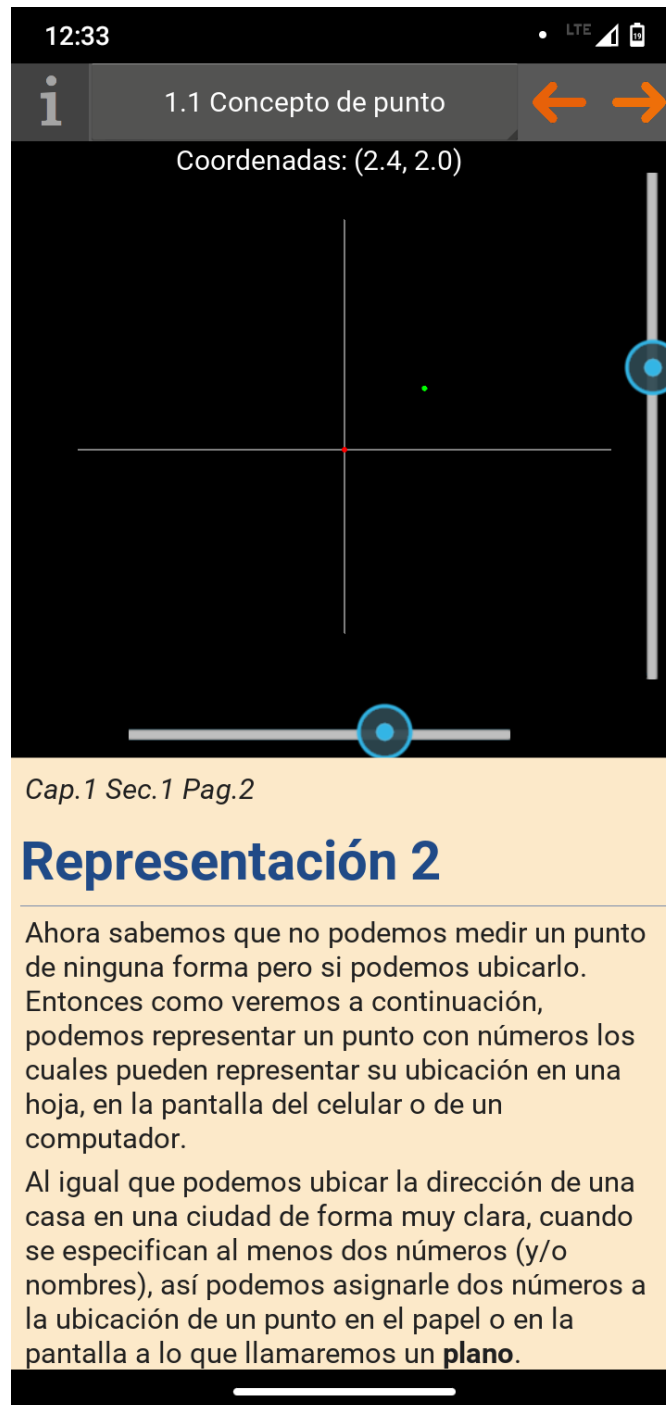 12:33
LTE
19
i
1.1 Concepto de punto
Coordenadas: (2.4, 2.0)
Cap.1 Sec.1 Pag.2
Representación 2
Ahora sabemos que no podemos medir un punto
de ninguna forma pero si podemos ubicarlo.
Entonces como veremos a continuación,
podemos representar un punto con números los
cuales pueden representar su ubicación en una
hoja, en la pantalla del celular o de un
computador.
Al igual que podemos ubicar la dirección de una
casa en una ciudad de forma muy clara, cuando
se especifican al menos dos números (y/o
nombres), así podemos asignarle dos números a
la ubicación de un punto en el papel o en la
pantalla a lo que llamaremos un plano.